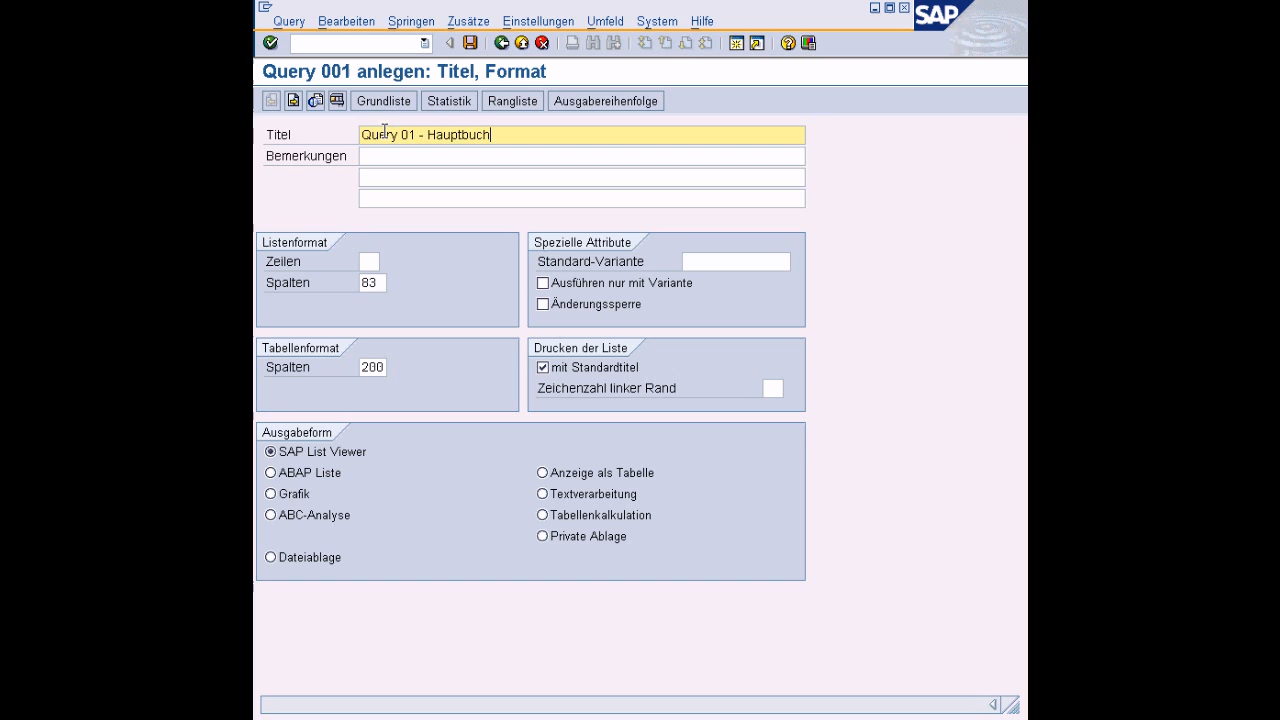 Query Bearbeiten Springen Zusätze Einstellungen Umfeld System Hilfe
SAP
Query 001 anlegen: Titel, Format
Grundliste Statistik Rangliste Ausgabereihenfolge
Titel Query 01 - Hauptbuch
Bemerkungen
Listenformat
Zeilen
Spalten 83
Spezielle Attribute
Standard-Variante
Ausführen nur mit Variante
Änderungssperre
Tabellenformat
Spalten 200
Drucken der Liste
mit Standardtitel
Zeichenzahl linker Rand
Ausgabeform
SAP List Viewer
ABAP Liste Anzeige als Tabelle
Grafik Textverarbeitung
ABC-Analyse Tabellenkalkulation
Private Ablage
Dateiablage